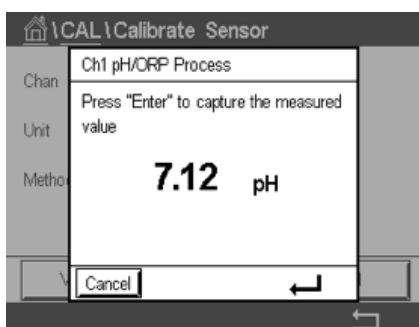 \CAL\Calibrate Sensor
Ch1 pH/ORP Process
Chan
Press "Enter" to capture the measured
Unit
value
7.12 pH
Cancel